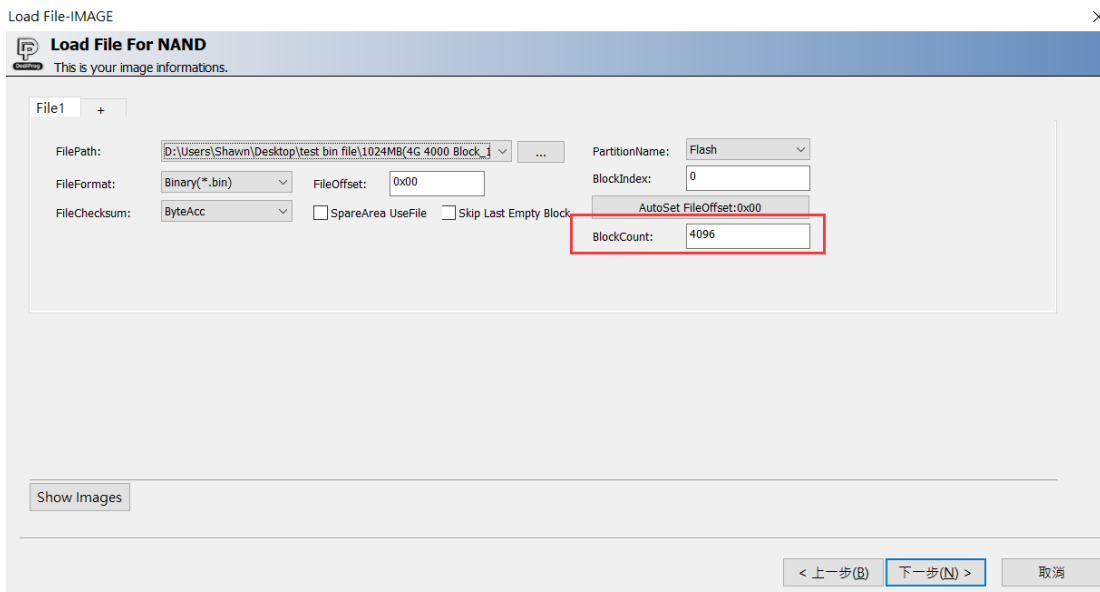 Load File-IMAGE
DediProg
Load File For NAND
This is your image informations.
File1 +
FilePath: D:\Users\Shawn\Desktop\test bin file\1024MB(4G 4000 Block_1 ... PartitionName: Flash
FileFormat: Binary(*.bin) FileOffset: 0x00 BlockIndex: 0
FileChecksum: ByteAcc SpareArea UseFile Skip Last Empty Block AutoSet FileOffset:0x00
BlockCount: 4096
Show Images
< 上一步(B) 下一步(N) > 取消